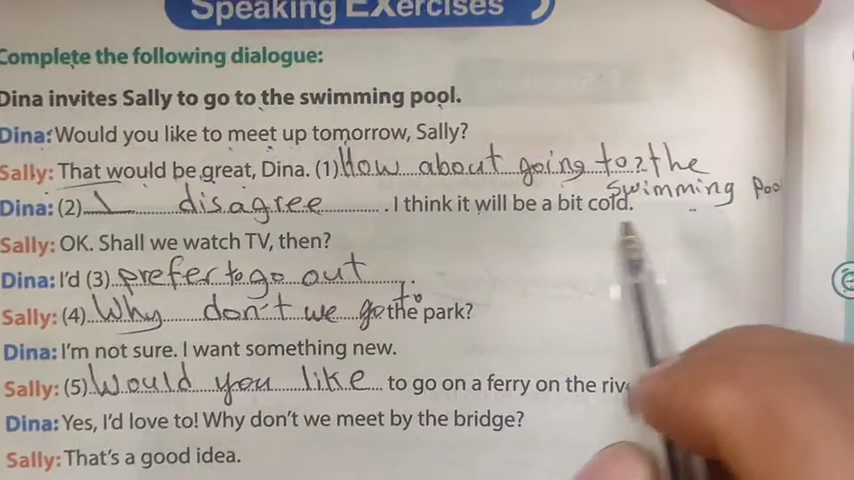 Speaking Exercises
Complete the following dialogue:
Dina invites Sally to go to the swimming pool.
Dina: Would you like to meet up tomorrow, Sally?
Sally: That would be great, Dina. (1) How about going to the ?
swimming Pool
Dina: (2) I disagree . I think it will be a bit cold.
Sally: OK. Shall we watch TV, then?
Dina: I'd (3) prefer to go out .
Sally: (4) Why don't we go to the park?
Dina: I'm not sure. I want something new.
Sally: (5) Would you like to go on a ferry on the
Dina: Yes, I'd love to! Why don't we meet by the bridge?
Sally: That's a good idea.